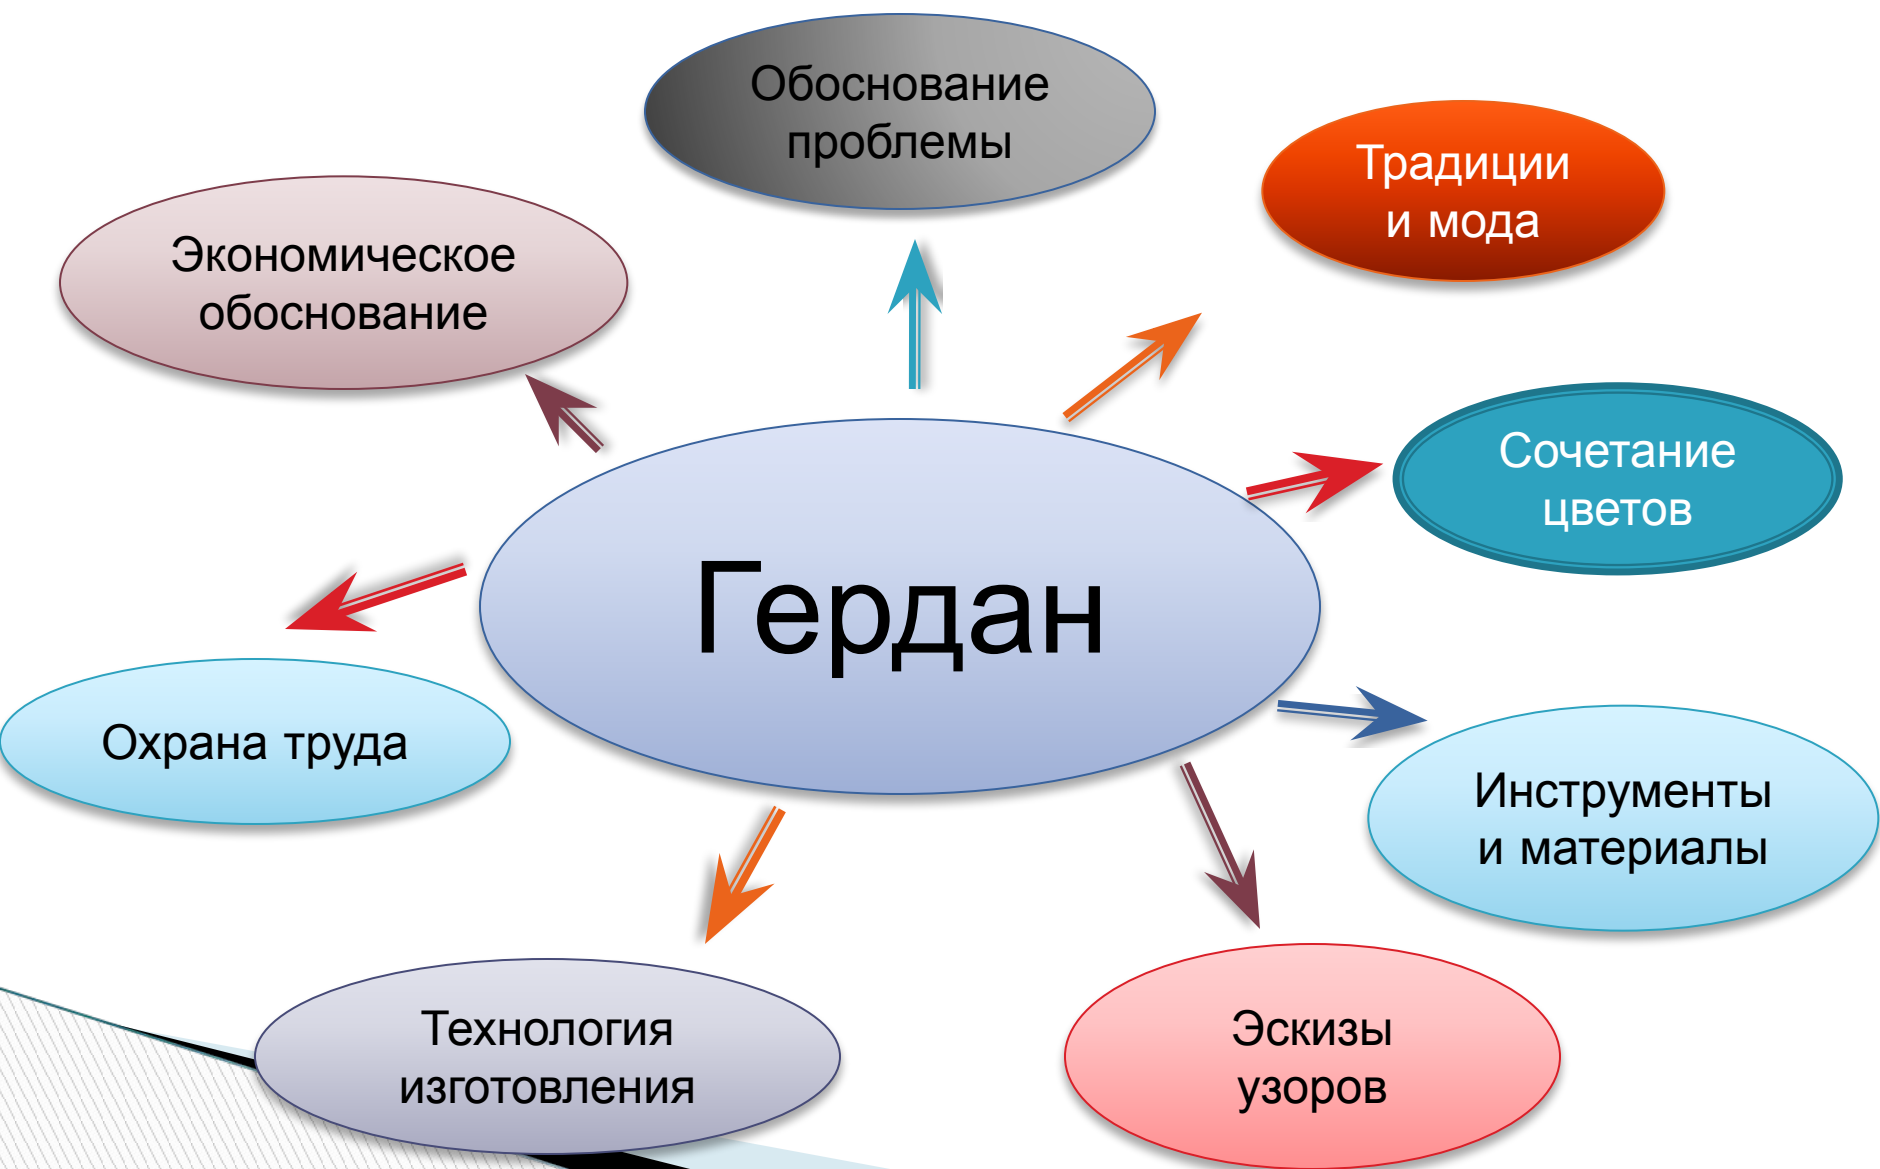 Обоснование
проблемы
Традиции
и мода
Экономическое
обоснование
Сочетание
цветов
Гердан
Охрана труда
Инструменты
и материалы
Технология
изготовления
Эскизы
узоров